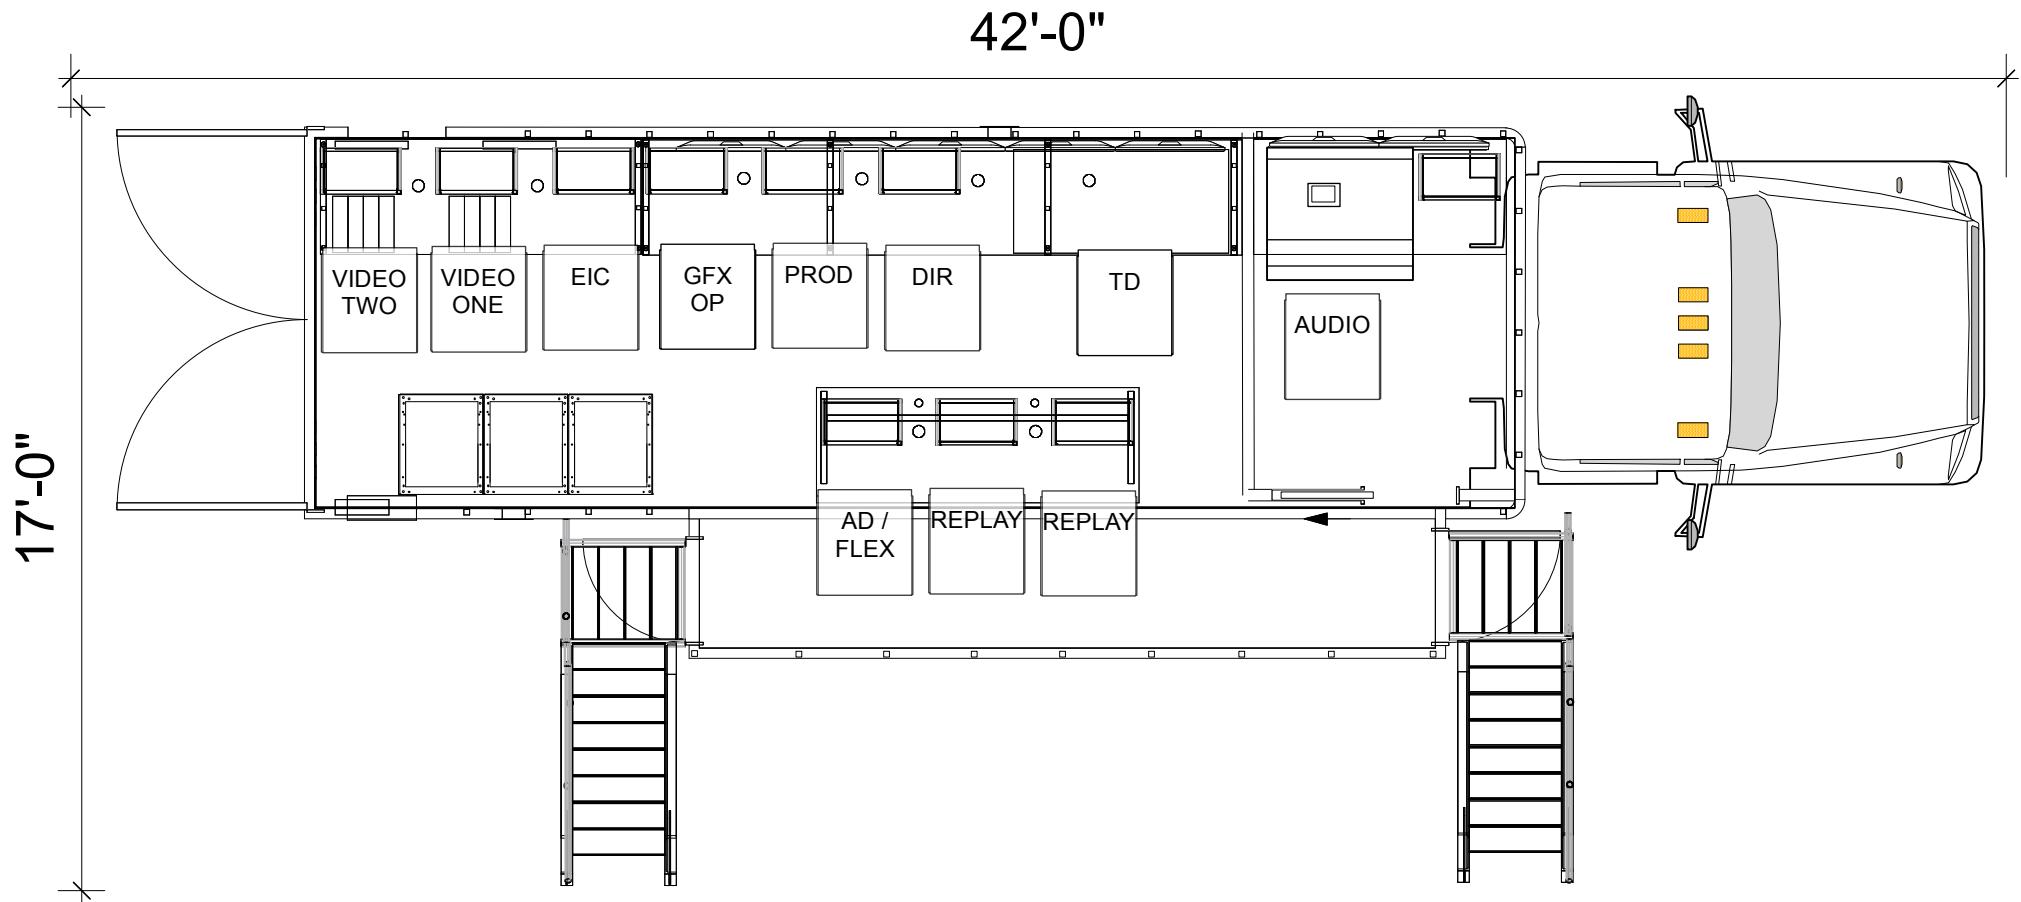 42'-0"
17'-0"
VIDEO
TWO
VIDEO
ONE
EIC
GFX
OP
PROD
DIR
TD
AUDIO
AD /
FLEX
REPLAY
REPLAY